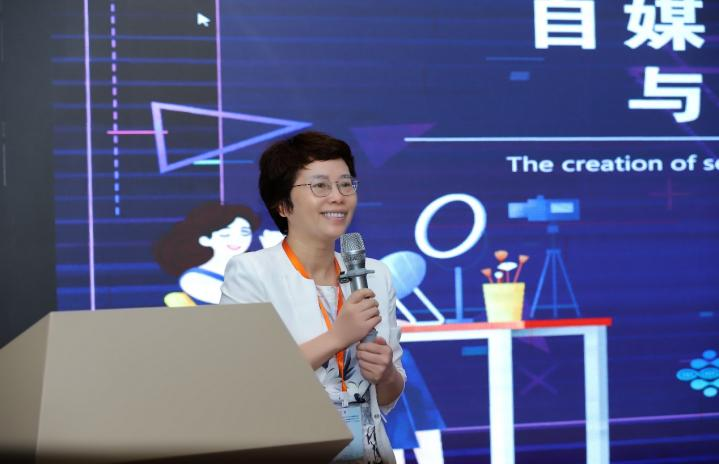 自媒
与
The creation of se